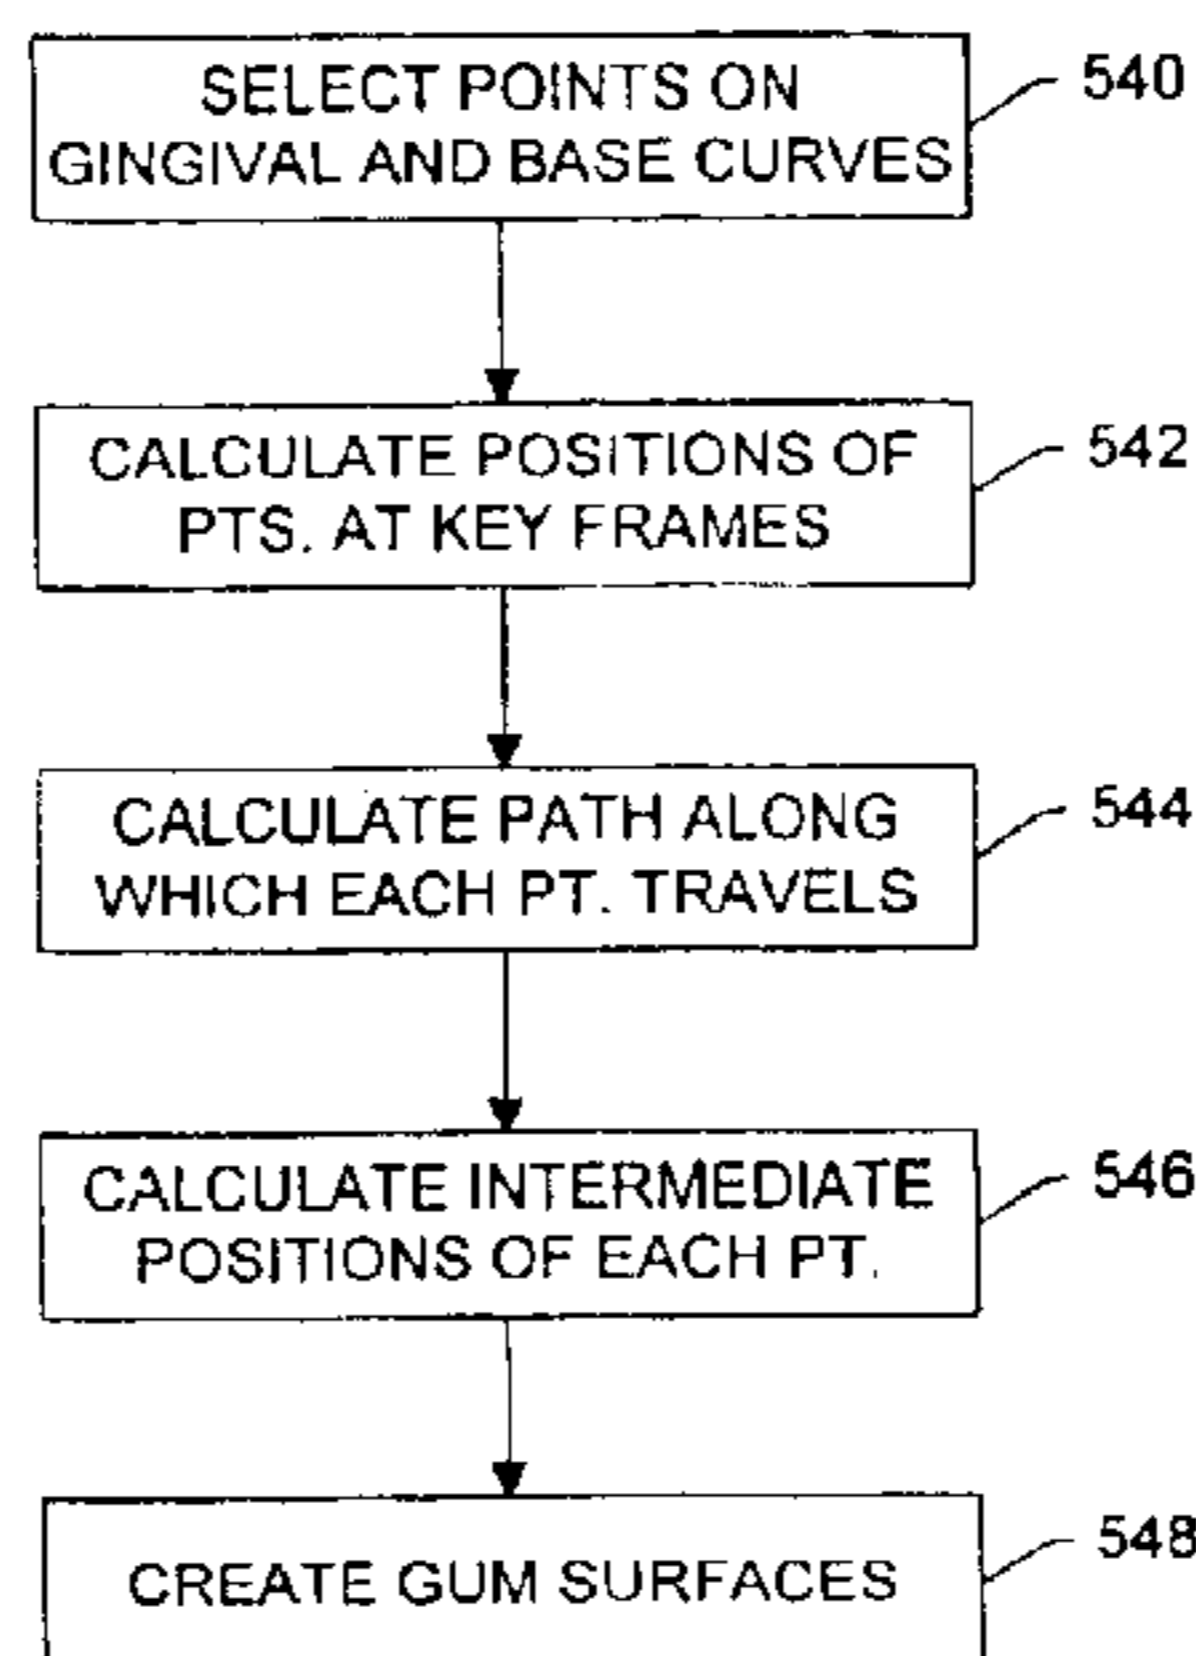 SELECT POINTS ON
GINGIVAL AND BASE CURVES
540
CALCULATE POSITIONS OF
PTS. AT KEY FRAMES
542
CALCULATE PATH ALONG
WHICH EACH PT. TRAVELS
544
CALCULATE INTERMEDIATE
POSITIONS OF EACH PT.
546
CREATE GUM SURFACES
548